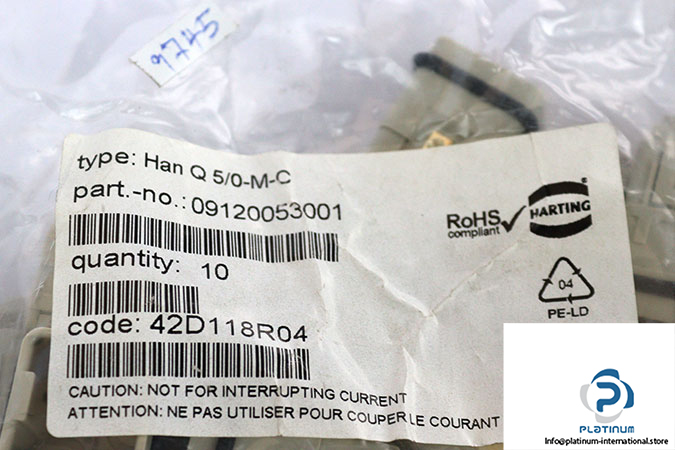 9745
type: Han Q 5/0-M-C
part.-no.: 09120053001
RoHS
compliant
HARTING
quantity: 10
04
PE-LD
code: 42D118R04
CAUTION: NOT FOR INTERRUPTING CURRENT
ATTENTION: NE PAS UTILISER POUR COUPER LE COURANT
PLATINUM
Info@platinum-international.store